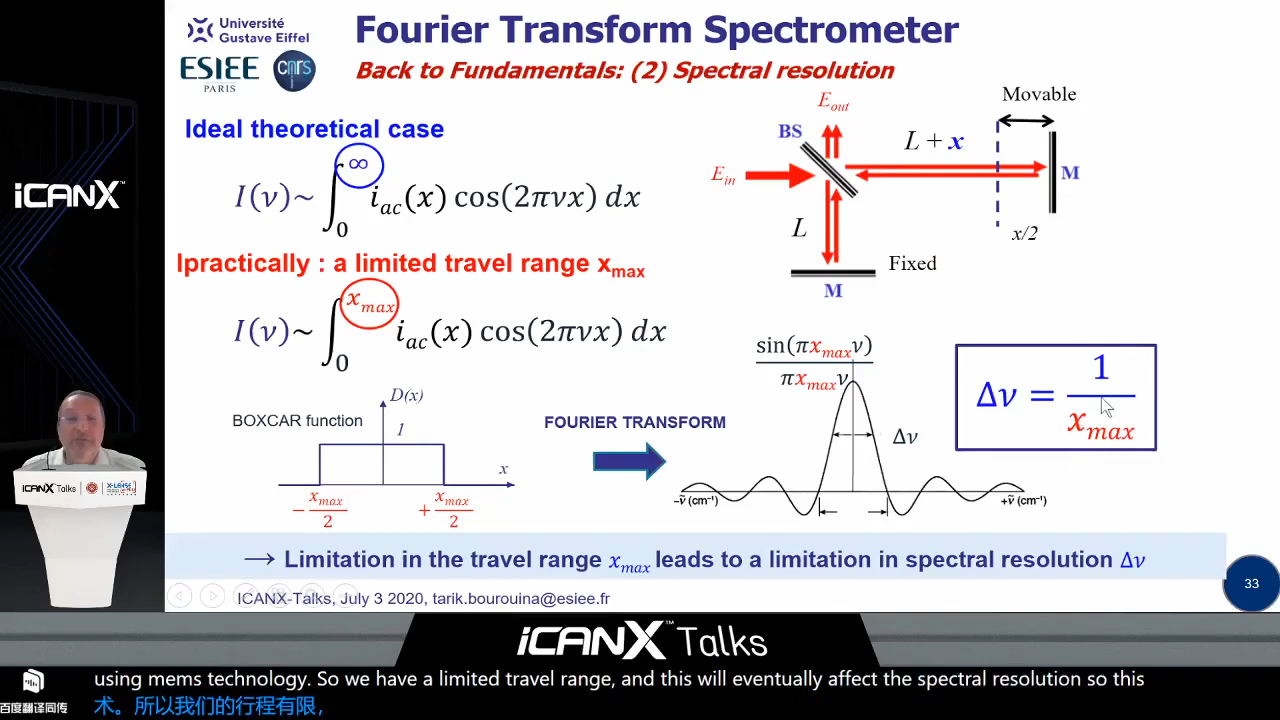 Université
Gustave Eiffel
ESIEE
PARIS
cnrs
Fourier Transform Spectrometer
Back to Fundamentals: (2) Spectral resolution
Ideal theoretical case
I(ν)~ ∫₀^∞ i_ac(x) cos(2πνx) dx
Ipractically : a limited travel range x_max
I(ν)~ ∫₀^x_max i_ac(x) cos(2πνx) dx
E_out
BS
Movable
L + x
M
E_in
L
x/2
Fixed
M
BOXCAR function
D(x)
1
x
− x_max/2
+ x_max/2
FOURIER TRANSFORM
sin(πx_maxν)
πx_maxν
Δν
−ṽ (cm⁻¹)
+ṽ (cm⁻¹)
Δν = 1/x_max
→ Limitation in the travel range x_max leads to a limitation in spectral resolution Δν
ICANX-Talks, July 3 2020, tarik.bourouina@esiee.fr
33
iCANX™
iCANX Talks
X-LENSE
iCANX™ Talks
using mems technology. So we have a limited travel range, and this will eventually affect the spectral resolution so this
百度翻译同传
术。所以我们的行程有限，